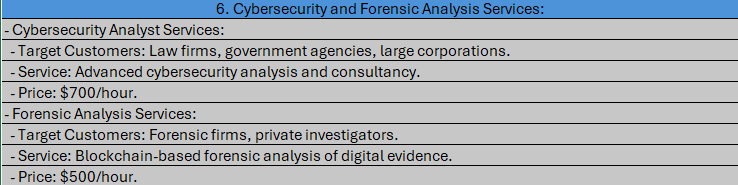 6. Cybersecurity and Forensic Analysis Services:
- Cybersecurity Analyst Services:
- Target Customers: Law firms, government agencies, large corporations.
- Service: Advanced cybersecurity analysis and consultancy.
- Price: $700/hour.
- Forensic Analysis Services:
- Target Customers: Forensic firms, private investigators.
- Service: Blockchain-based forensic analysis of digital evidence.
- Price: $500/hour.